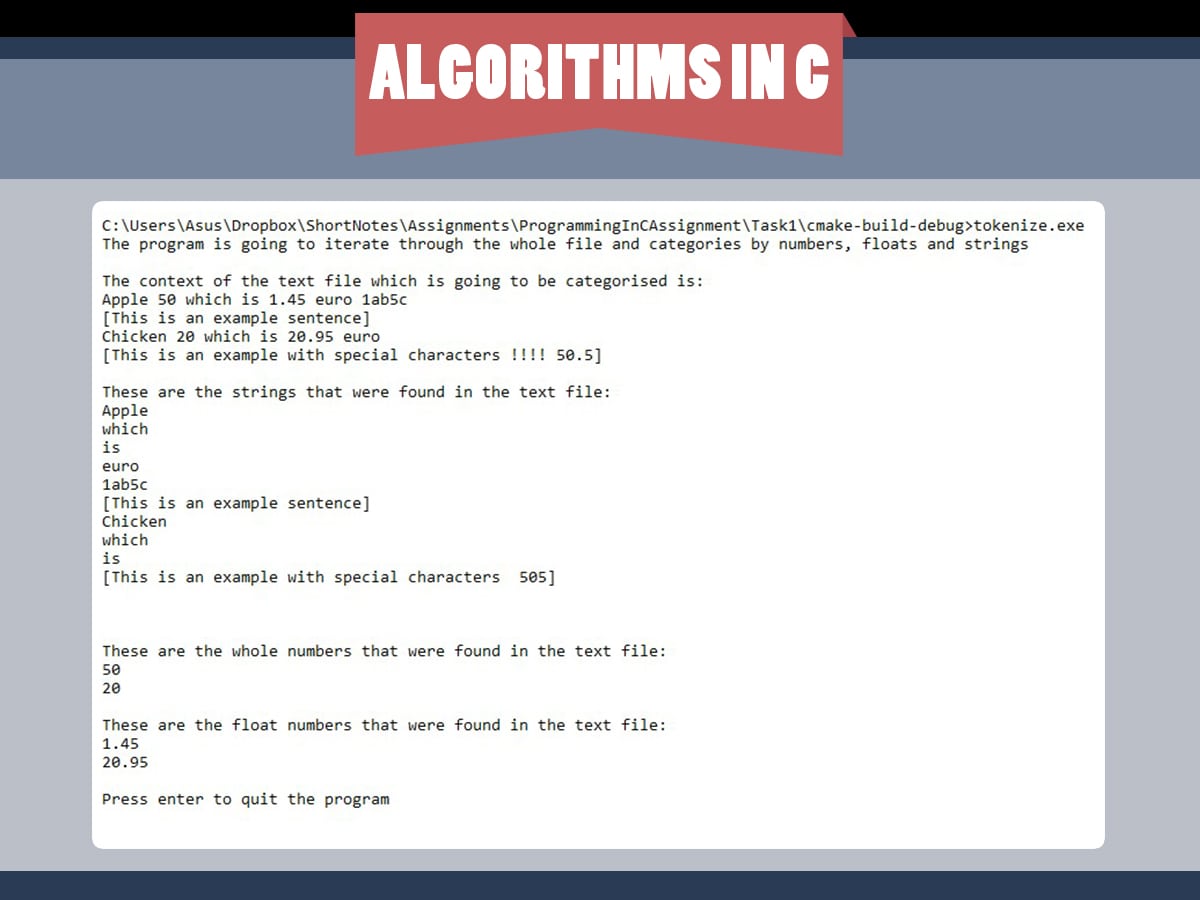 ALGORITHMS IN C
C:\Users\Asus\Dropbox\ShortNotes\Assignments\ProgrammingInCAssignment\Task1\cmake-build-debug>tokenize.exe
The program is going to iterate through the whole file and categories by numbers, floats and strings
The context of the text file which is going to be categorised is:
Apple 50 which is 1.45 euro 1ab5c
[This is an example sentence]
Chicken 20 which is 20.95 euro
[This is an example with special characters !!!! 50.5]
These are the strings that were found in the text file:
Apple
which
is
euro
1ab5c
[This is an example sentence]
Chicken
which
is
[This is an example with special characters  505]
These are the whole numbers that were found in the text file:
50
20
These are the float numbers that were found in the text file:
1.45
20.95
Press enter to quit the program